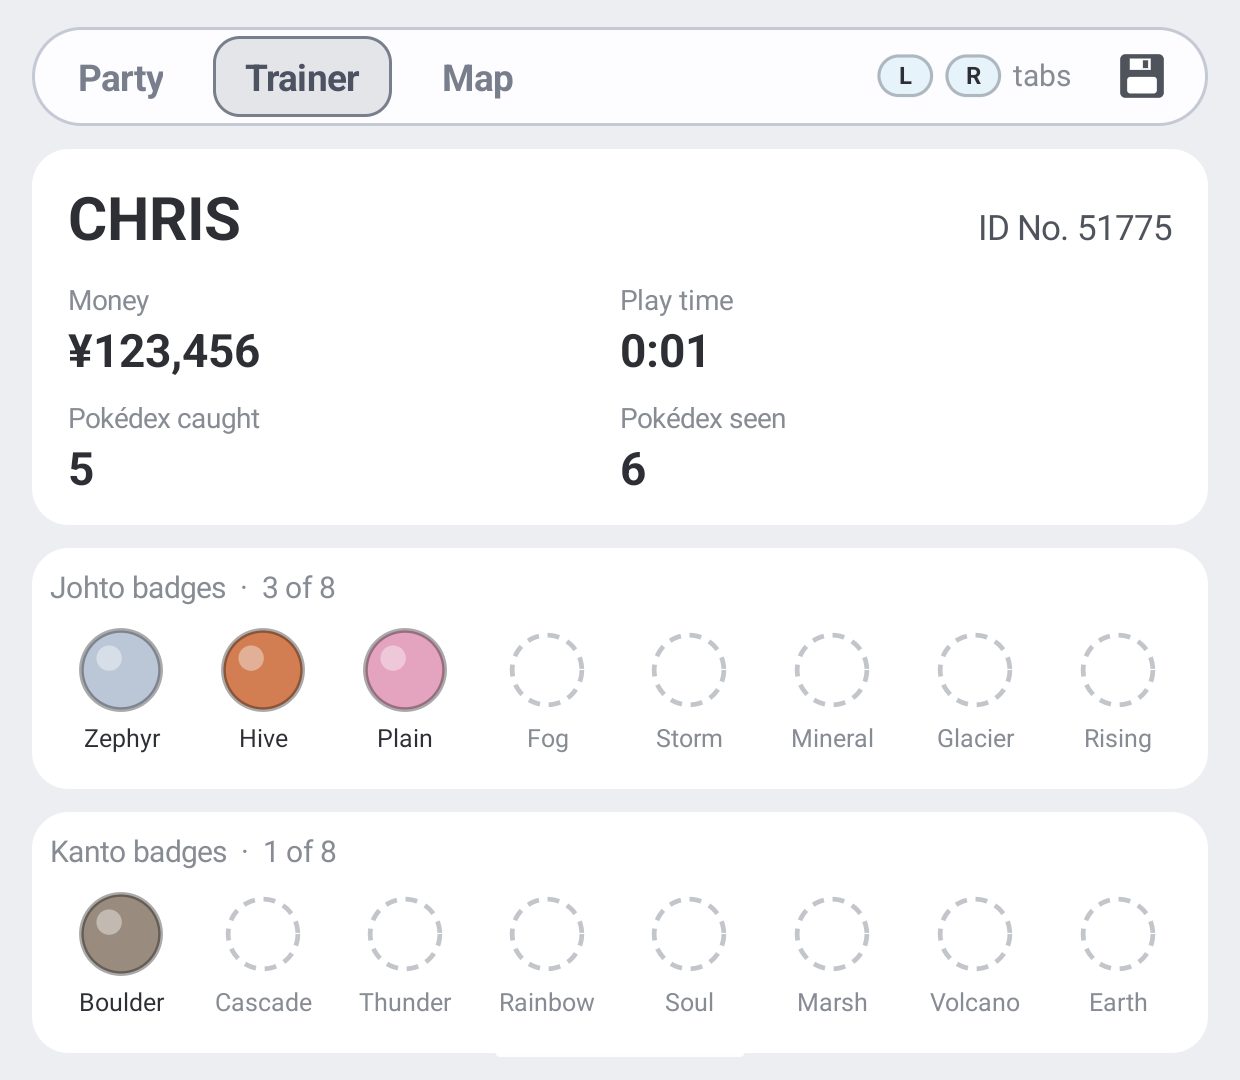 Party Trainer Map L R tabs
CHRIS ID No. 51775
Money Play time
¥123,456 0:01
Pokédex caught Pokédex seen
5 6
Johto badges · 3 of 8
Zephyr Hive Plain Fog Storm Mineral Glacier Rising
Kanto badges · 1 of 8
Boulder Cascade Thunder Rainbow Soul Marsh Volcano Earth